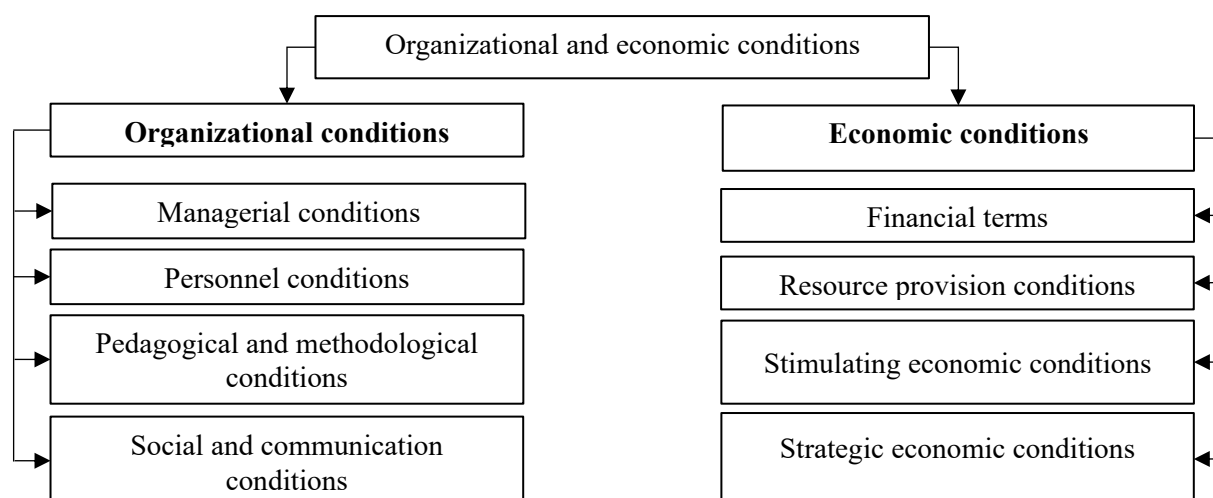 Organizational and economic conditions
Organizational conditions
Managerial conditions
Personnel conditions
Pedagogical and methodological
conditions
Social and communication
conditions
Economic conditions
Financial terms
Resource provision conditions
Stimulating economic conditions
Strategic economic conditions